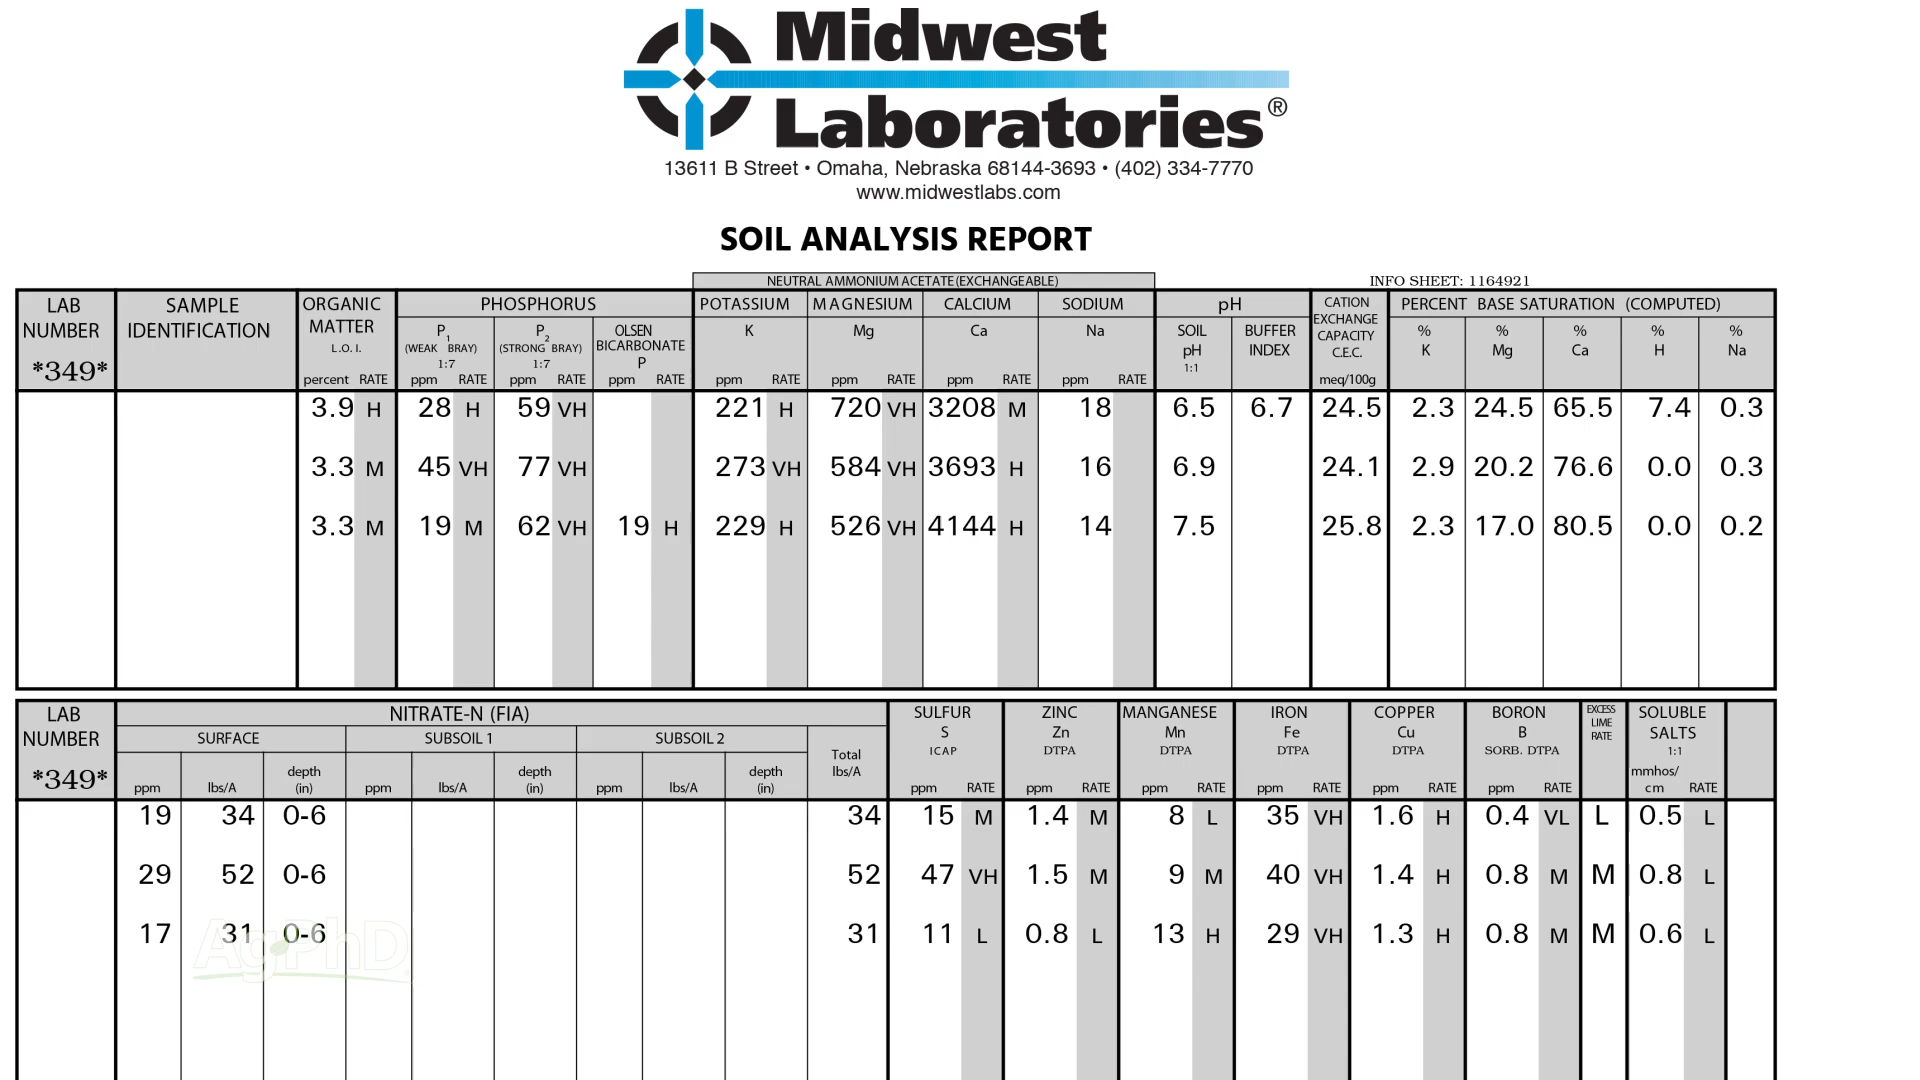 Midwest
Laboratories®
13611 B Street • Omaha, Nebraska 68144-3693 • (402) 334-7770
www.midwestlabs.com
SOIL ANALYSIS REPORT
NEUTRAL AMMONIUM ACETATE (EXCHANGEABLE)
INFO SHEET: 1164921
LAB NUMBER *349* SAMPLE IDENTIFICATION ORGANIC MATTER L.O.I. percent RATE
PHOSPHORUS
P1 (WEAK BRAY) 1:7 ppm RATE
P2 (STRONG BRAY) 1:7 ppm RATE
OLSEN BICARBONATE P ppm RATE
POTASSIUM K ppm RATE
MAGNESIUM Mg ppm RATE
CALCIUM Ca ppm RATE
SODIUM Na ppm RATE
pH
SOIL pH 1:1
BUFFER INDEX
CATION EXCHANGE CAPACITY C.E.C. meq/100g
PERCENT BASE SATURATION (COMPUTED)
% K % Mg % Ca % H % Na
3.9 H 28 H 59 VH 221 H 720 VH 3208 M 18 6.5 6.7 24.5 2.3 24.5 65.5 7.4 0.3
3.3 M 45 VH 77 VH 273 VH 584 VH 3693 H 16 6.9 24.1 2.9 20.2 76.6 0.0 0.3
3.3 M 19 M 62 VH 19 H 229 H 526 VH 4144 H 14 7.5 25.8 2.3 17.0 80.5 0.0 0.2
LAB NUMBER *349*
NITRATE-N (FIA)
SURFACE ppm lbs/A depth (in)
SUBSOIL 1 ppm lbs/A depth (in)
SUBSOIL 2 ppm lbs/A depth (in)
Total lbs/A
SULFUR S ICAP ppm RATE
ZINC Zn DTPA ppm RATE
MANGANESE Mn DTPA ppm RATE
IRON Fe DTPA ppm RATE
COPPER Cu DTPA ppm RATE
BORON B SORB. DTPA ppm RATE
EXCESS LIME RATE
SOLUBLE SALTS 1:1 mmhos/cm RATE
19 34 0-6 34 15 M 1.4 M 8 L 35 VH 1.6 H 0.4 VL L 0.5 L
29 52 0-6 52 47 VH 1.5 M 9 M 40 VH 1.4 H 0.8 M M 0.8 L
17 31 0-6 31 11 L 0.8 L 13 H 29 VH 1.3 H 0.8 M M 0.6 L
AgPhD